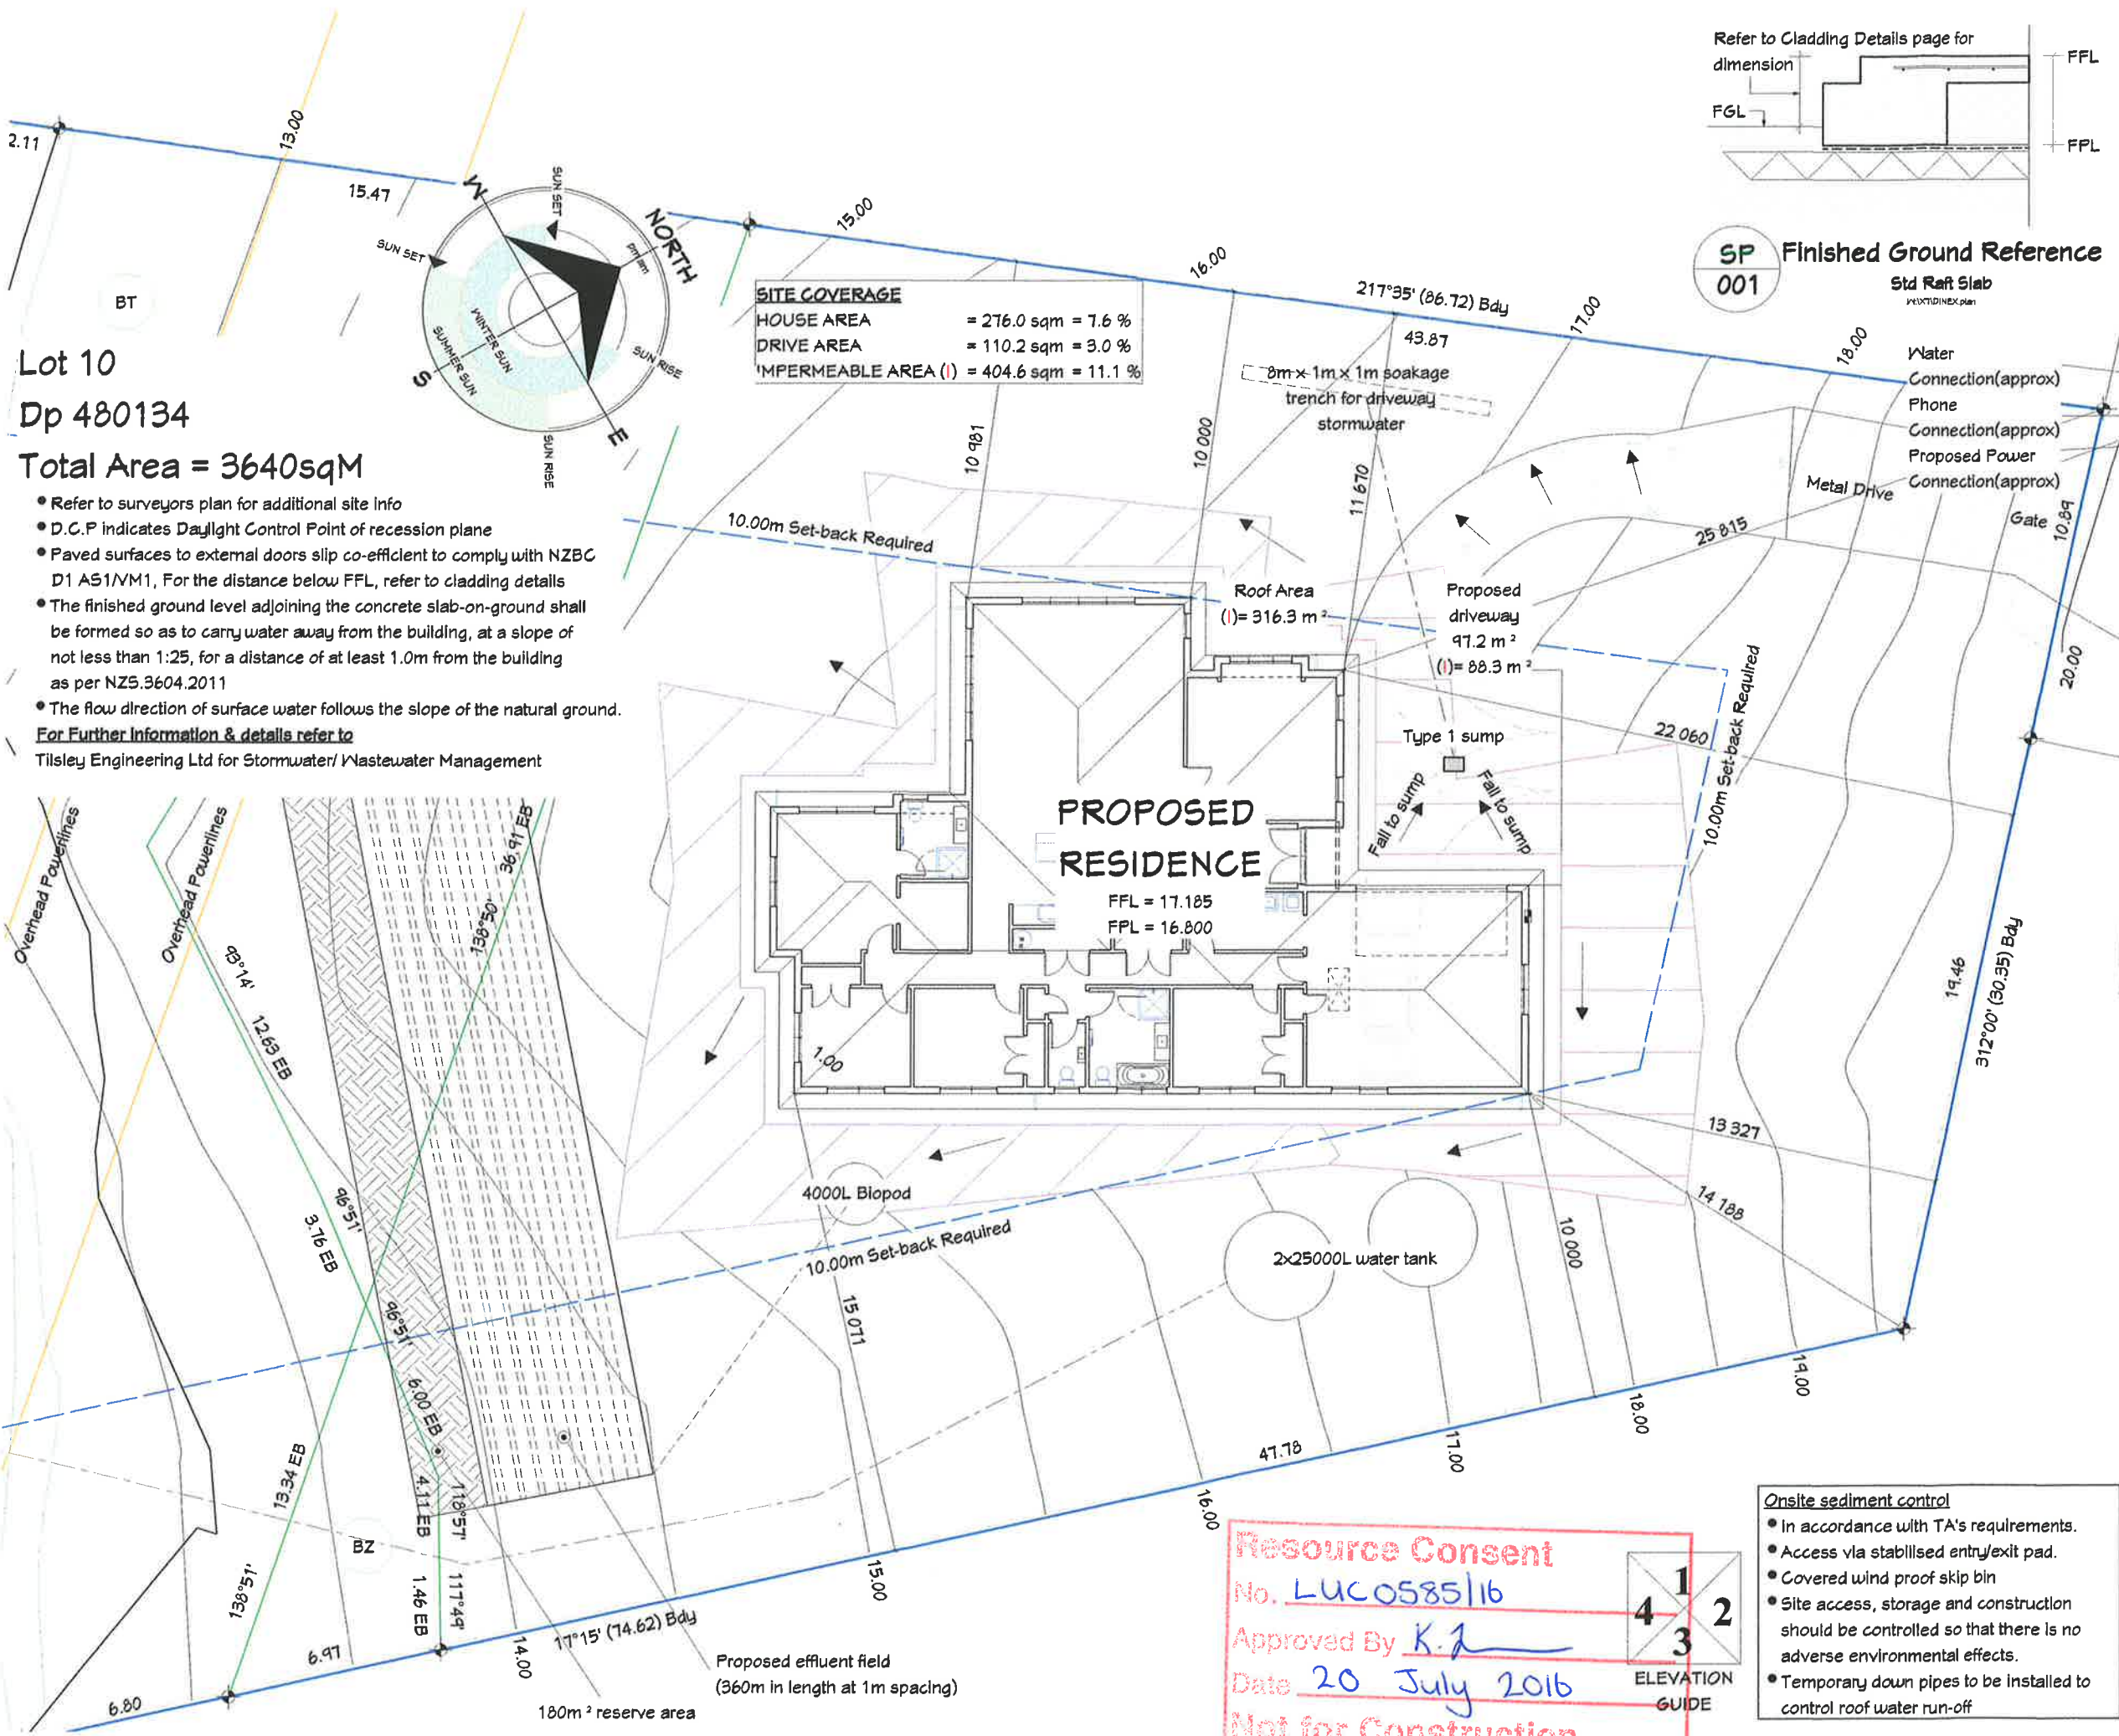 Refer to Cladding Details page for
dimension
FFL
FGL
FPL
SP
001
Finished Ground Reference
Std Raft Slab
2.11
13.00
15.47
BT
W
NORTH
S
E
SUN SET
SUN SET
SUN RISE
SUN RISE
SUMMER SUN
WINTER SUN
pm am
15.00
16.00
217°35' (86.72) Bdy
43.87
17.00
18.00
SITE COVERAGE
HOUSE AREA = 276.0 sqm = 7.6 %
DRIVE AREA = 110.2 sqm = 3.0 %
IMPERMEABLE AREA (I) = 404.6 sqm = 11.1 %
8m x 1m x 1m soakage
trench for driveway
stormwater
Water
Connection(approx)
Phone
Connection(approx)
Proposed Power
Connection(approx)
Metal Drive
Gate
10.89
20.00
Lot 10
Dp 480134
Total Area = 3640sqM
• Refer to surveyors plan for additional site info
• D.C.P indicates Daylight Control Point of recession plane
• Paved surfaces to external doors slip co-efficient to comply with NZBC
D1 AS1/VM1, For the distance below FFL, refer to cladding details
• The finished ground level adjoining the concrete slab-on-ground shall
be formed so as to carry water away from the building, at a slope of
not less than 1:25, for a distance of at least 1.0m from the building
as per NZS.3604.2011
• The flow direction of surface water follows the slope of the natural ground.
For Further Information & details refer to
Tilsley Engineering Ltd for Stormwater/ Wastewater Management
10 981
10 000
11 670
25 815
10.00m Set-back Required
Roof Area
(I)= 316.3 m²
Proposed
driveway
97.2 m²
(I)= 88.3 m²
22 060
10.00m Set-back Required
Type 1 sump
Fall to sump
Fall to sump
PROPOSED
RESIDENCE
FFL = 17.185
FPL = 16.800
1.00
19.46
312°00' (30.35) Bdy
Overhead Powerlines
Overhead Powerlines
36.91 EB
138°50'
93°14'
12.63 EB
96°51'
3.76 EB
96°51'
6.00 EB
4.11 EB
118°57'
13.34 EB
138°51'
1.46 EB
117°49'
BZ
4000L Biopod
10.00m Set-back Required
15 071
2x25000L water tank
10 000
13 327
14 188
19.00
18.00
17.00
47.78
16.00
15.00
14.00
17°15' (74.62) Bdy
6.97
6.80
Proposed effluent field
(360m in length at 1m spacing)
180m² reserve area
Resource Consent
No. LUC0585/16
Approved By K.
Date 20 July 2016
Not for Construction
1
4 2
3
ELEVATION
GUIDE
Onsite sediment control
• In accordance with TA's requirements.
• Access via stabilised entry/exit pad.
• Covered wind proof skip bin
• Site access, storage and construction
should be controlled so that there is no
adverse environmental effects.
• Temporary down pipes to be installed to
control roof water run-off